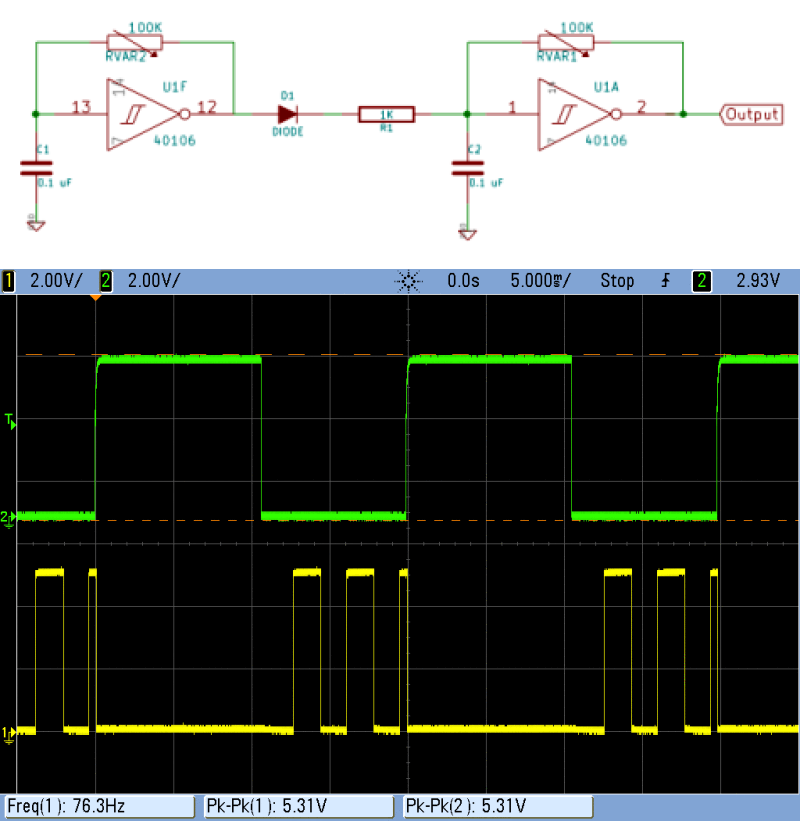 100K 100K
RVAR2 RVAR1
U1F U1A
14
13 12 D1 1 2 Output
1K
DIODE R1
7 40106 40106
C1 C2
0.1 uF 0.1 uF
1 2.00V/ 2 2.00V/ 0.0s 5.000ms/ Stop 2 2.93V
T
2
1
Freq(1): 76.3Hz Pk-Pk(1): 5.31V Pk-Pk(2): 5.31V